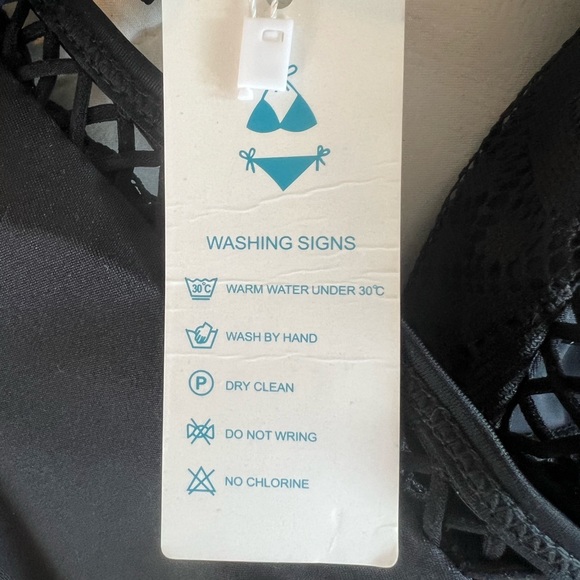 WASHING SIGNS
30°C WARM WATER UNDER 30°C
WASH BY HAND
P DRY CLEAN
DO NOT WRING
NO CHLORINE